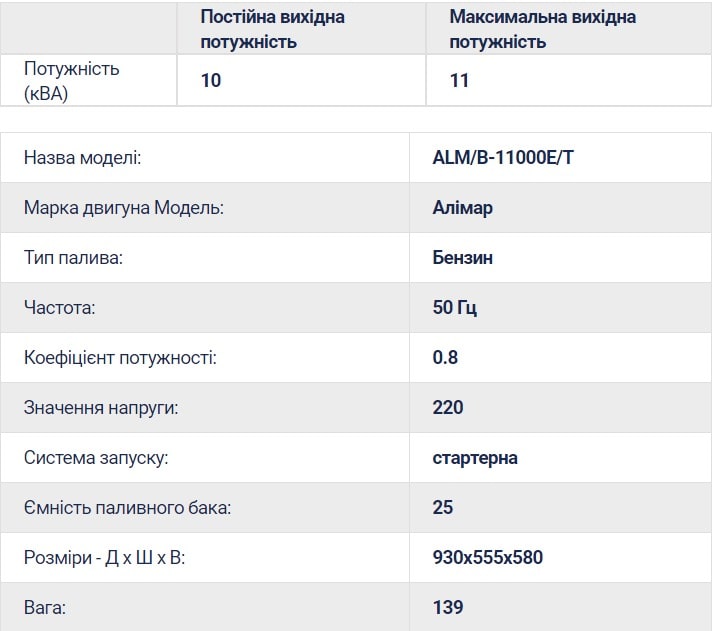 Постійна вихідна
потужність
Максимальна вихідна
потужність
Потужність
(кВА)
10
11
Назва моделі:
ALM/B-11000E/T
Марка двигуна Модель:
Алімар
Тип палива:
Бензин
Частота:
50 Гц
Коефіцієнт потужності:
0.8
Значення напруги:
220
Система запуску:
стартерна
Ємність паливного бака:
25
Розміри - Д x Ш x В:
930x555x580
Вага:
139